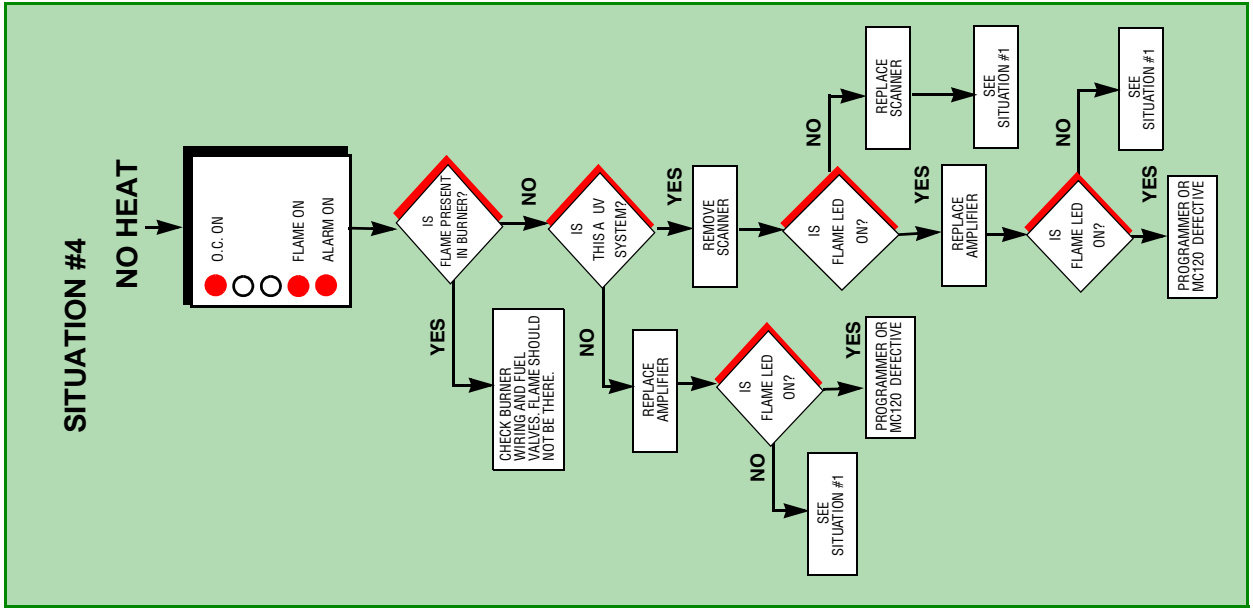 SITUATION #4
NO HEAT
O.C. ON
FLAME ON
ALARM ON
IS
FLAME PRESENT
IN BURNER?
YES
NO
CHECK BURNER
WIRING AND FUEL
VALVES. FLAME SHOULD
NOT BE THERE.
IS
THIS A UV
SYSTEM?
NO
YES
REPLACE
AMPLIFIER
REMOVE
SCANNER
IS
FLAME LED
ON?
NO
YES
SEE
SITUATION #1
PROGRAMMER OR
MC120 DEFECTIVE
IS
FLAME LED
ON?
NO
YES
REPLACE
SCANNER
SEE
SITUATION #1
REPLACE
AMPLIFIER
IS
FLAME LED
ON?
NO
YES
SEE
SITUATION #1
PROGRAMMER OR
MC120 DEFECTIVE